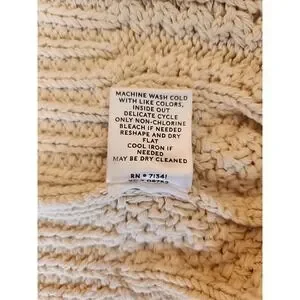 MACHINE WASH COLD
WITH LIKE COLORS,
INSIDE OUT
DELICATE CYCLE
ONLY NON-CHLORINE
BLEACH IF NEEDED
RESHAPE AND DRY
FLAT
COOL IRON IF
NEEDED
MAY BE DRY CLEANED
RN # 71341